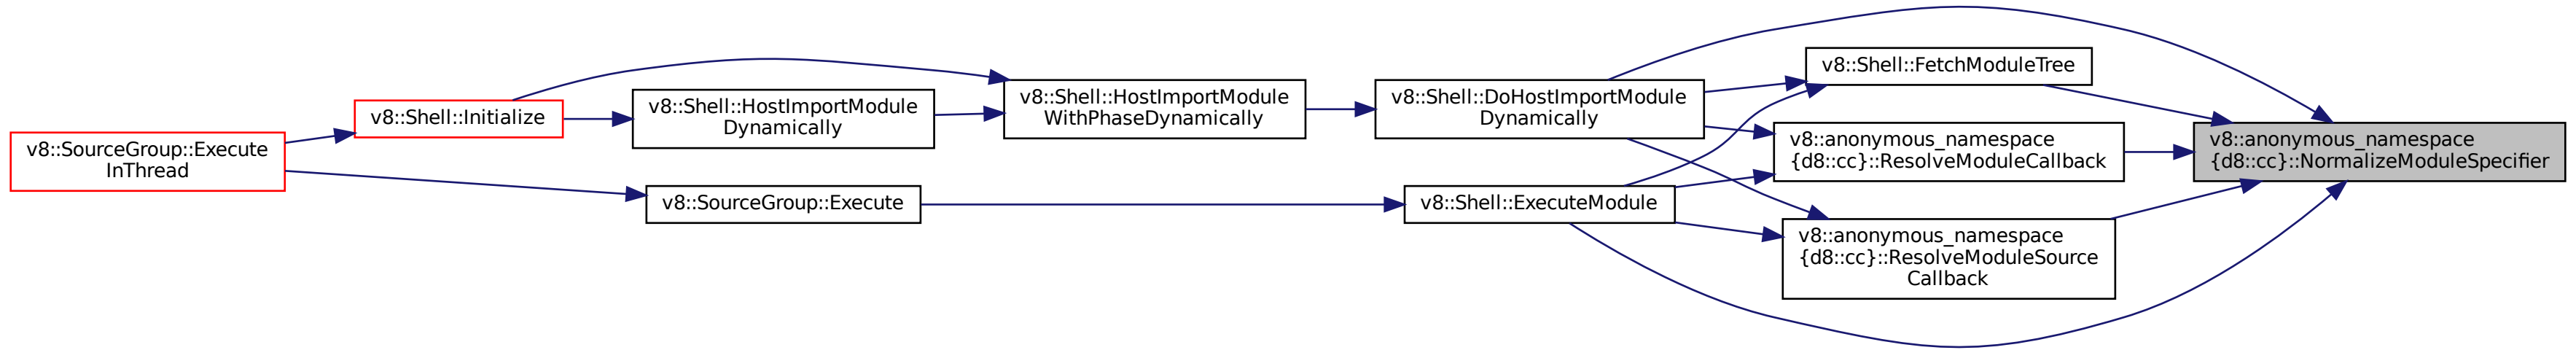 v8::SourceGroup::Execute
InThread
v8::Shell::Initialize
v8::Shell::HostImportModule
Dynamically
v8::SourceGroup::Execute
v8::Shell::HostImportModule
WithPhaseDynamically
v8::Shell::DoHostImportModule
Dynamically
v8::Shell::ExecuteModule
v8::Shell::FetchModuleTree
v8::anonymous_namespace
{d8::cc}::ResolveModuleCallback
v8::anonymous_namespace
{d8::cc}::ResolveModuleSource
Callback
v8::anonymous_namespace
{d8::cc}::NormalizeModuleSpecifier